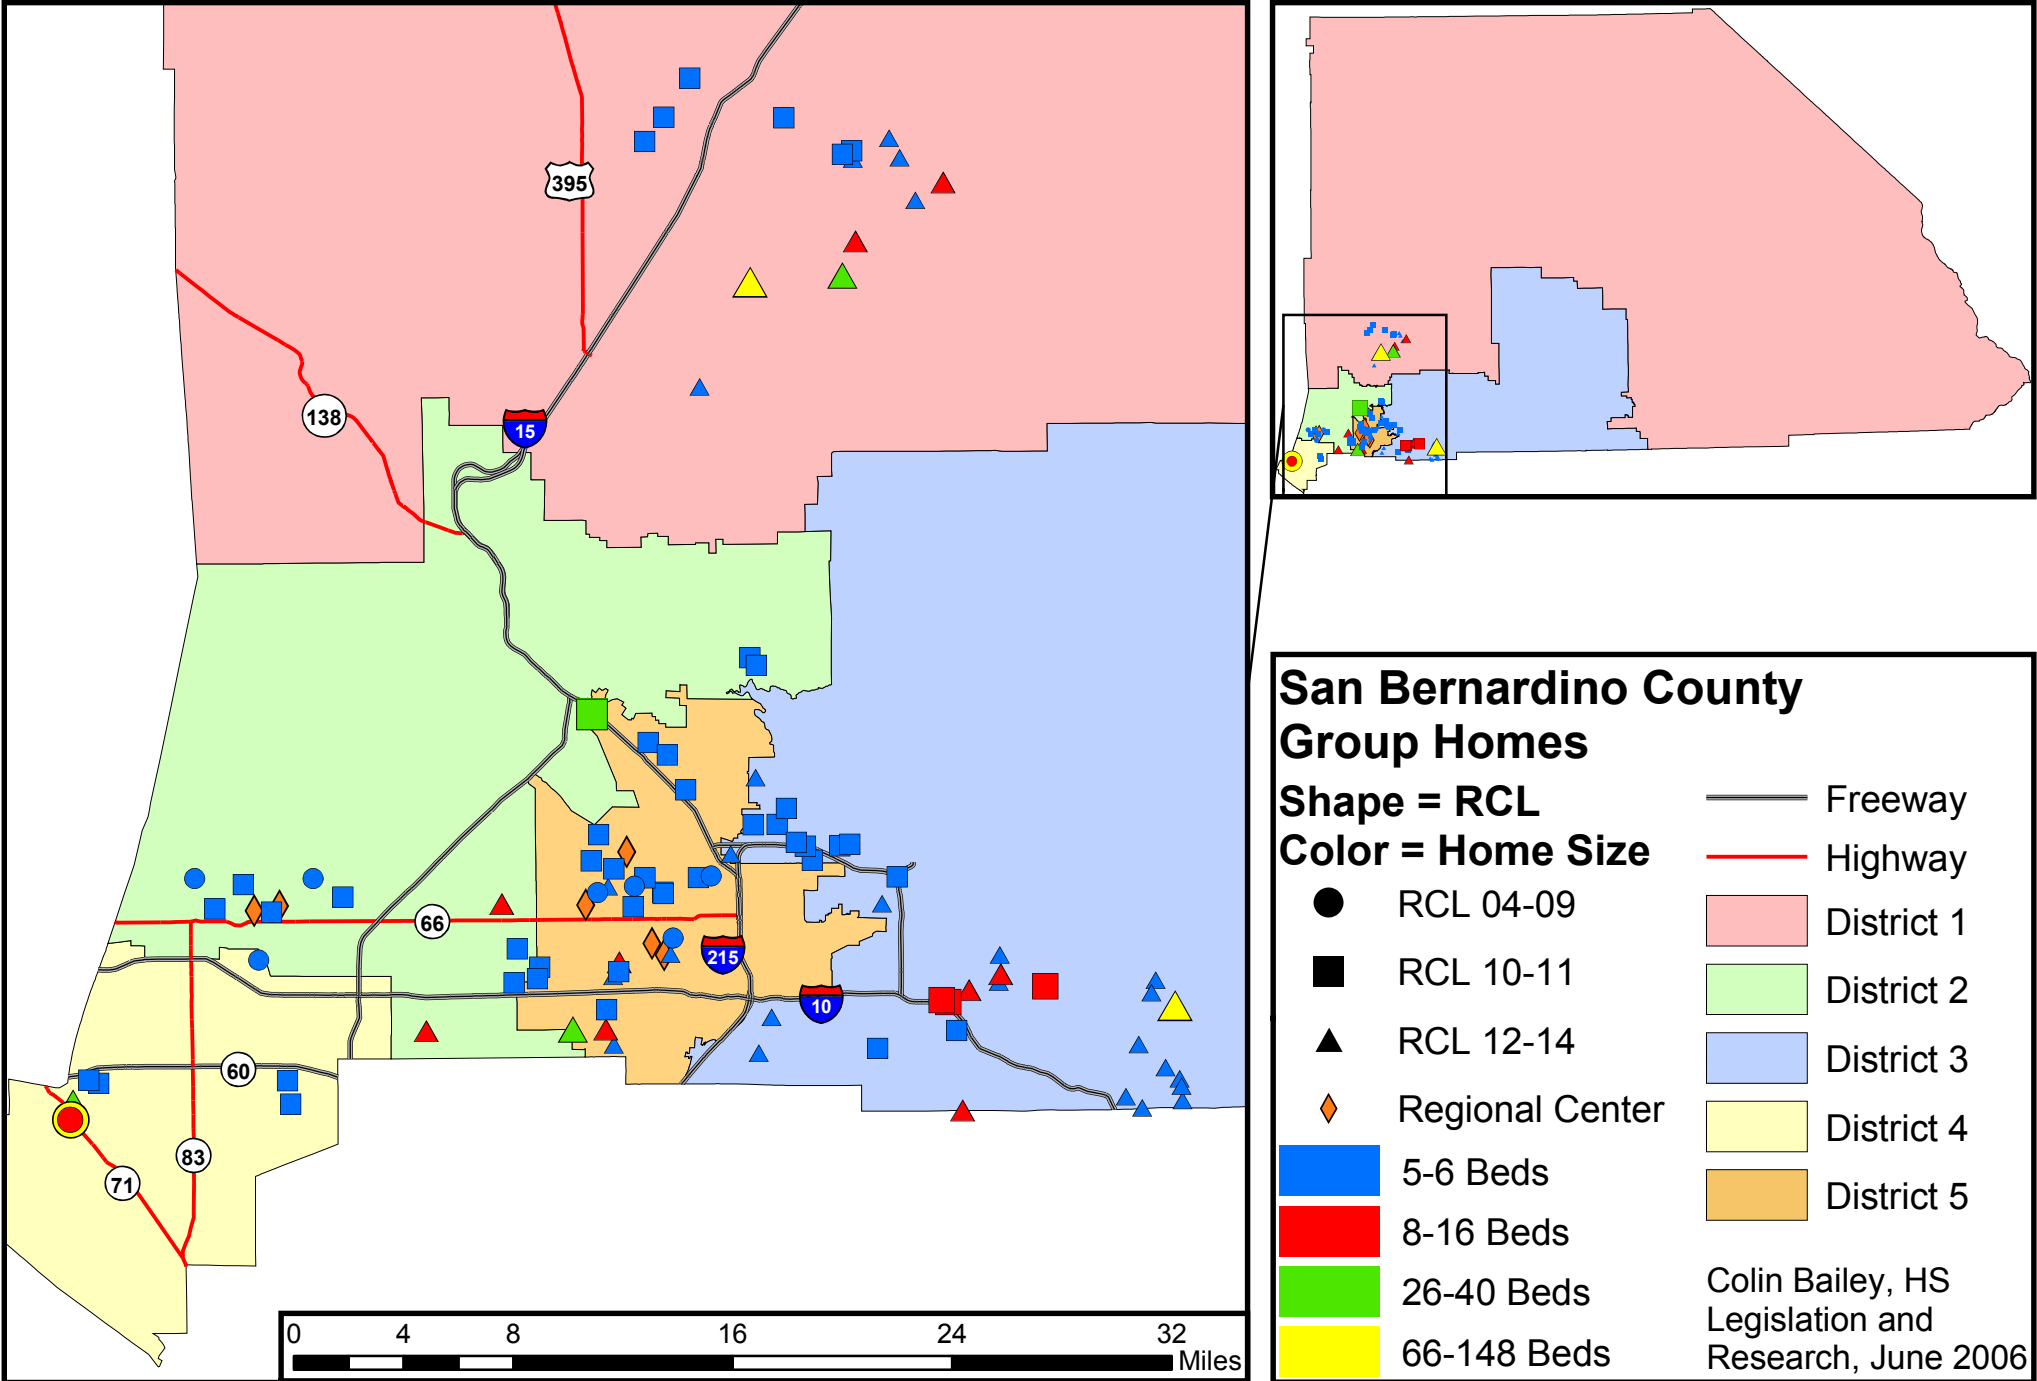 395
138
15
66
215
10
60
83
71
0 4 8 16 24 32
Miles
San Bernardino County
Group Homes
Shape = RCL
Color = Home Size
RCL 04-09
RCL 10-11
RCL 12-14
Regional Center
5-6 Beds
8-16 Beds
26-40 Beds
66-148 Beds
Freeway
Highway
District 1
District 2
District 3
District 4
District 5
Colin Bailey, HS
Legislation and
Research, June 2006